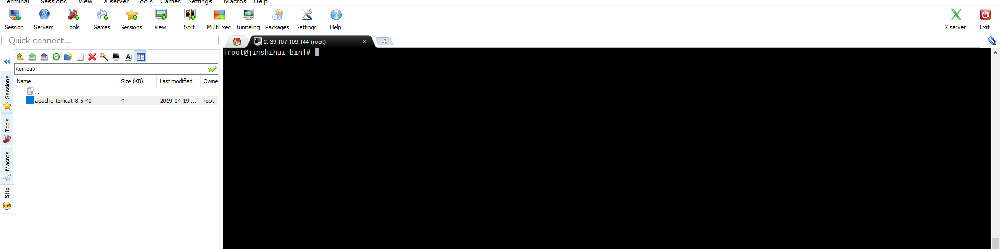 Terminal Sessions View X server Tools Games Settings Macros Help
Session Servers Tools Games Sessions View Split MultiExec Tunneling Packages Settings Help X server Exit
Quick connect...
2. 39.107.109.144 (root)
[root@jinshihui bin]#
/tomcat/
Name Size (KB) Last modified Owne
..
apache-tomcat-8.5.40 4 2019-04-19 ... root
Sessions
Tools
Macros
Sftp